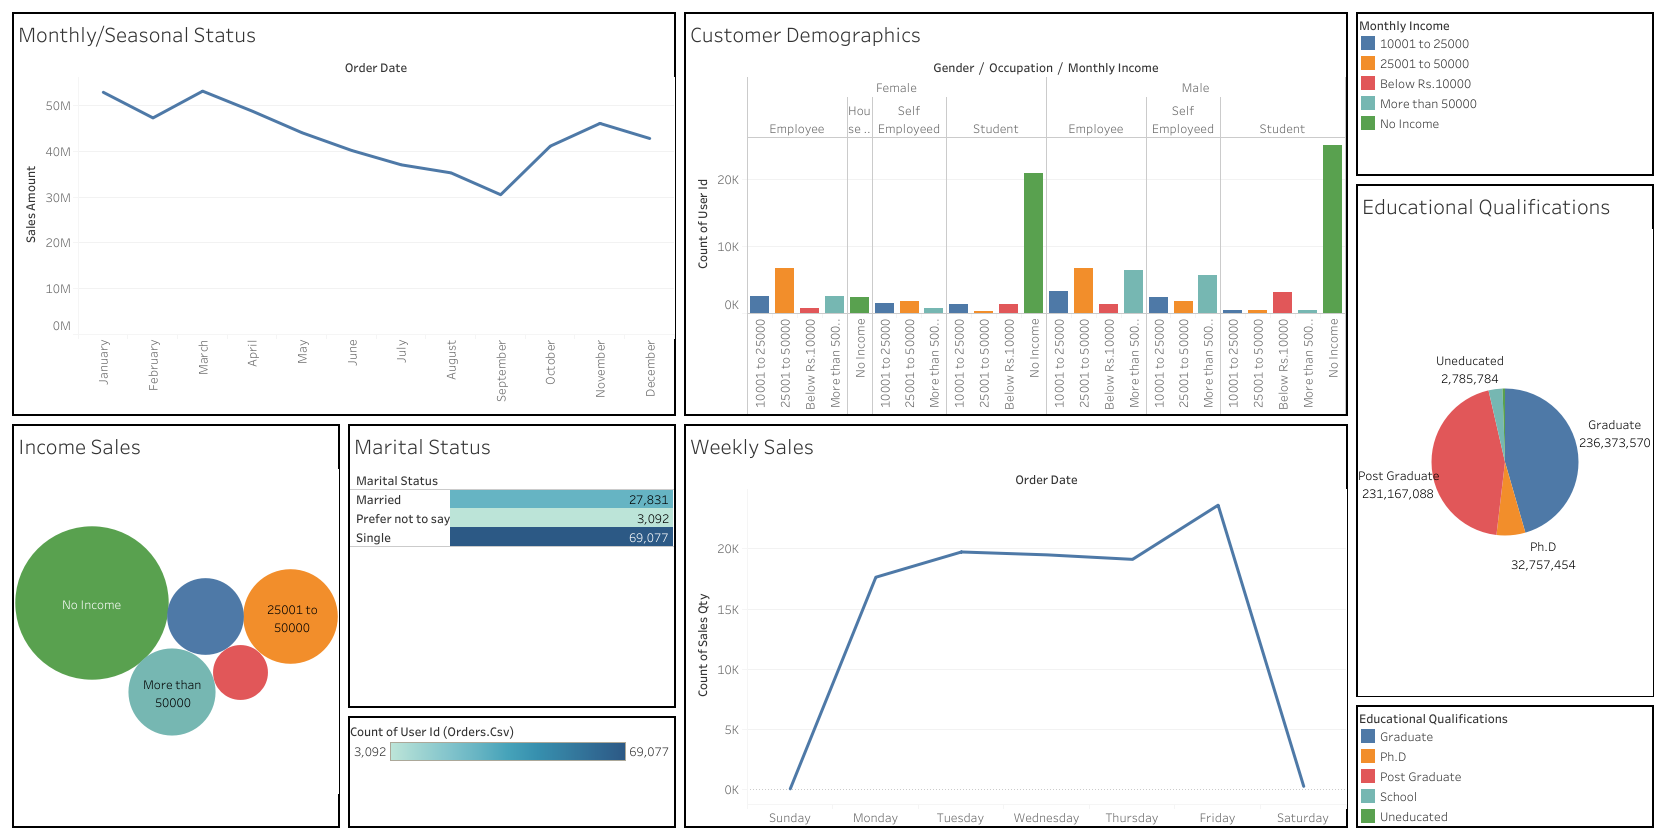 Monthly/Seasonal Status
Order Date
Sales Amount
50M
40M
30M
20M
10M
0M
January
February
March
April
May
June
July
August
September
October
November
December
Customer Demographics
Gender / Occupation / Monthly Income
Female
Male
Employee
Hou
se ..
Self
Employeed
Student
Employee
Self
Employeed
Student
Count of User Id
20K
10K
0K
10001 to 25000
25001 to 50000
Below Rs.10000
More than 500..
No Income
10001 to 25000
25001 to 50000
More than 500..
10001 to 25000
25001 to 50000
Below Rs.10000
No Income
10001 to 25000
25001 to 50000
Below Rs.10000
More than 500..
10001 to 25000
25001 to 50000
More than 500..
10001 to 25000
25001 to 50000
Below Rs.10000
More than 500..
No Income
Monthly Income
10001 to 25000
25001 to 50000
Below Rs.10000
More than 50000
No Income
Educational Qualifications
Uneducated
2,785,784
Graduate
236,373,570
Post Graduate
231,167,088
Ph.D
32,757,454
Income Sales
No Income
25001 to
50000
More than
50000
Marital Status
Marital Status
Married 27,831
Prefer not to say 3,092
Single 69,077
Count of User Id (Orders.Csv)
3,092 69,077
Weekly Sales
Order Date
Count of Sales Qty
20K
15K
10K
5K
0K
Sunday
Monday
Tuesday
Wednesday
Thursday
Friday
Saturday
Educational Qualifications
Graduate
Ph.D
Post Graduate
School
Uneducated